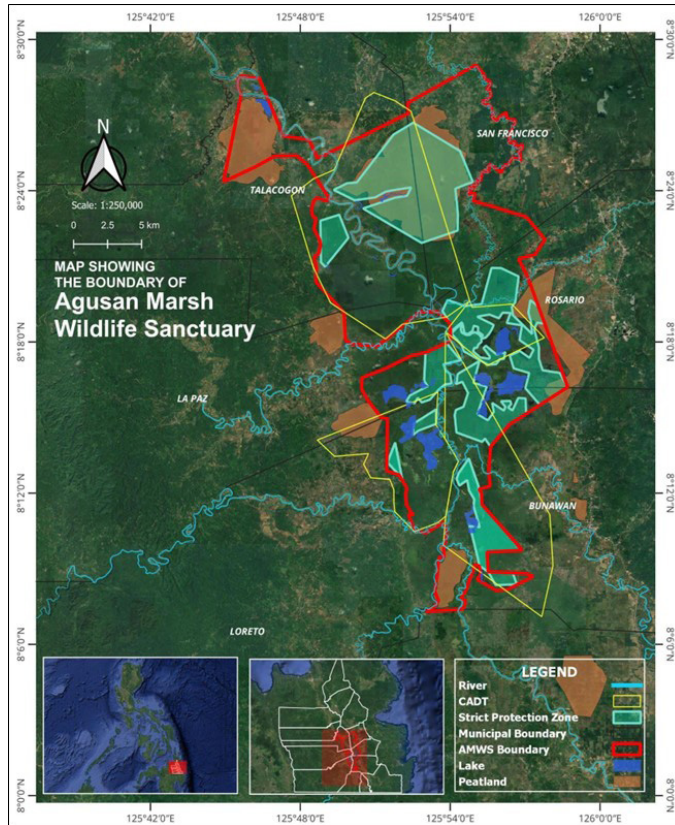 125°42'0"E 125°48'0"E 125°54'0"E 126°0'0"E
8°30'0"N 8°30'0"N
N
SAN FRANCISCO
8°24'0"N TALACOGON 8°24'0"N
Scale: 1:250,000
0 2.5 5 km
MAP SHOWING
THE BOUNDARY OF
Agusan Marsh
Wildlife Sanctuary
ROSARIO
8°18'0"N 8°18'0"N
LA PAZ
8°12'0"N 8°12'0"N
BUNAWAN
8°6'0"N LORETO 8°6'0"N
LEGEND
River
CADT
Strict Protection Zone
Municipal Boundary
AMWS Boundary
Lake
Peatland
8°0'0"N 8°0'0"N
125°42'0"E 125°48'0"E 125°54'0"E 126°0'0"E